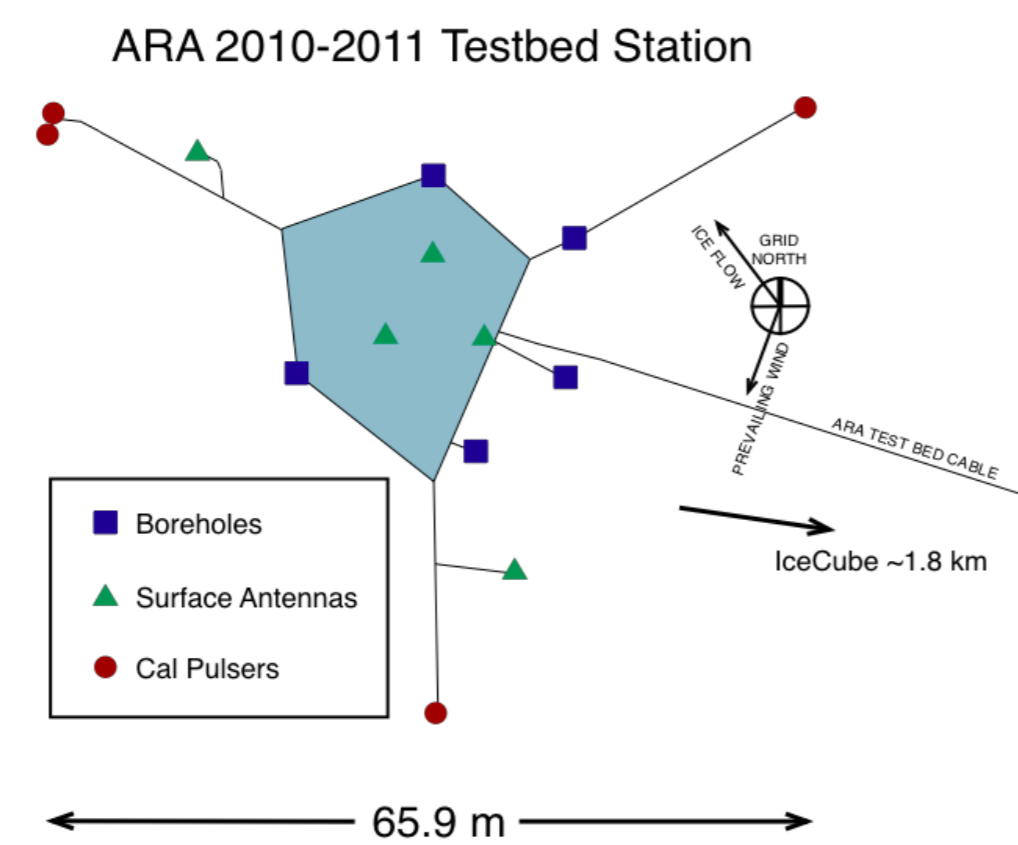 ARA 2010-2011 Testbed Station
GRID
NORTH
ICE FLOW
PREVAILING WIND
ARA TEST BED CABLE
IceCube ~1.8 km
Boreholes
Surface Antennas
Cal Pulsers
65.9 m